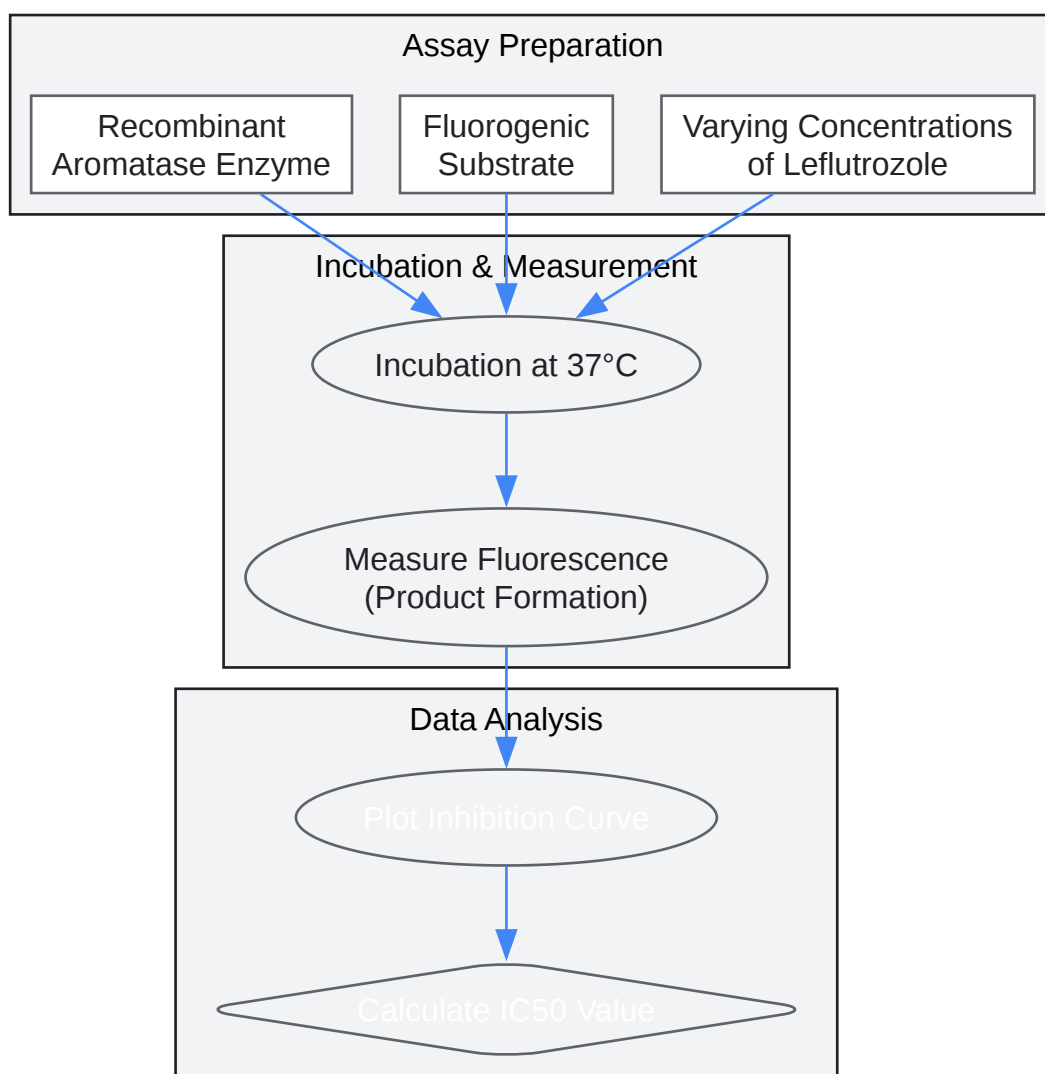 Assay Preparation
Recombinant
Aromatase Enzyme
Fluorogenic
Substrate
Varying Concentrations
of Leflutrozole
Incubation & Measurement
Incubation at 37°C
Measure Fluorescence
(Product Formation)
Data Analysis
Plot Inhibition Curve
Calculate IC50 Value